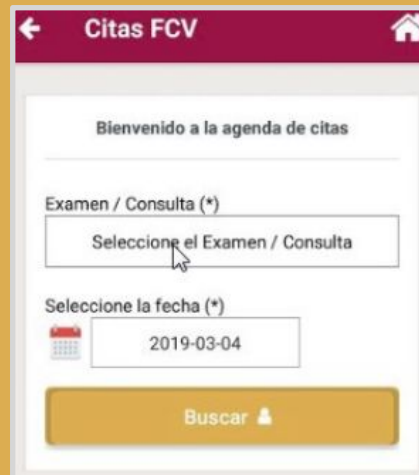 Citas FCV
Bienvenido a la agenda de citas
Examen / Consulta (*)
Seleccione el Examen / Consulta
Seleccione la fecha (*)
2019-03-04
Buscar